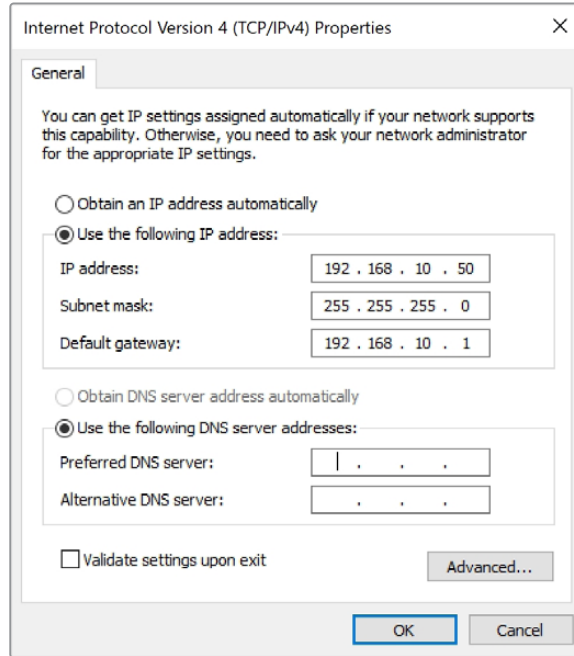 Internet Protocol Version 4 (TCP/IPv4) Properties
General
You can get IP settings assigned automatically if your network supports
this capability. Otherwise, you need to ask your network administrator
for the appropriate IP settings.
Obtain an IP address automatically
Use the following IP address:
IP address: 192 . 168 . 10 . 50
Subnet mask: 255 . 255 . 255 . 0
Default gateway: 192 . 168 . 10 . 1
Obtain DNS server address automatically
Use the following DNS server addresses:
Preferred DNS server: . . .
Alternative DNS server: . . .
Validate settings upon exit
Advanced...
OK Cancel